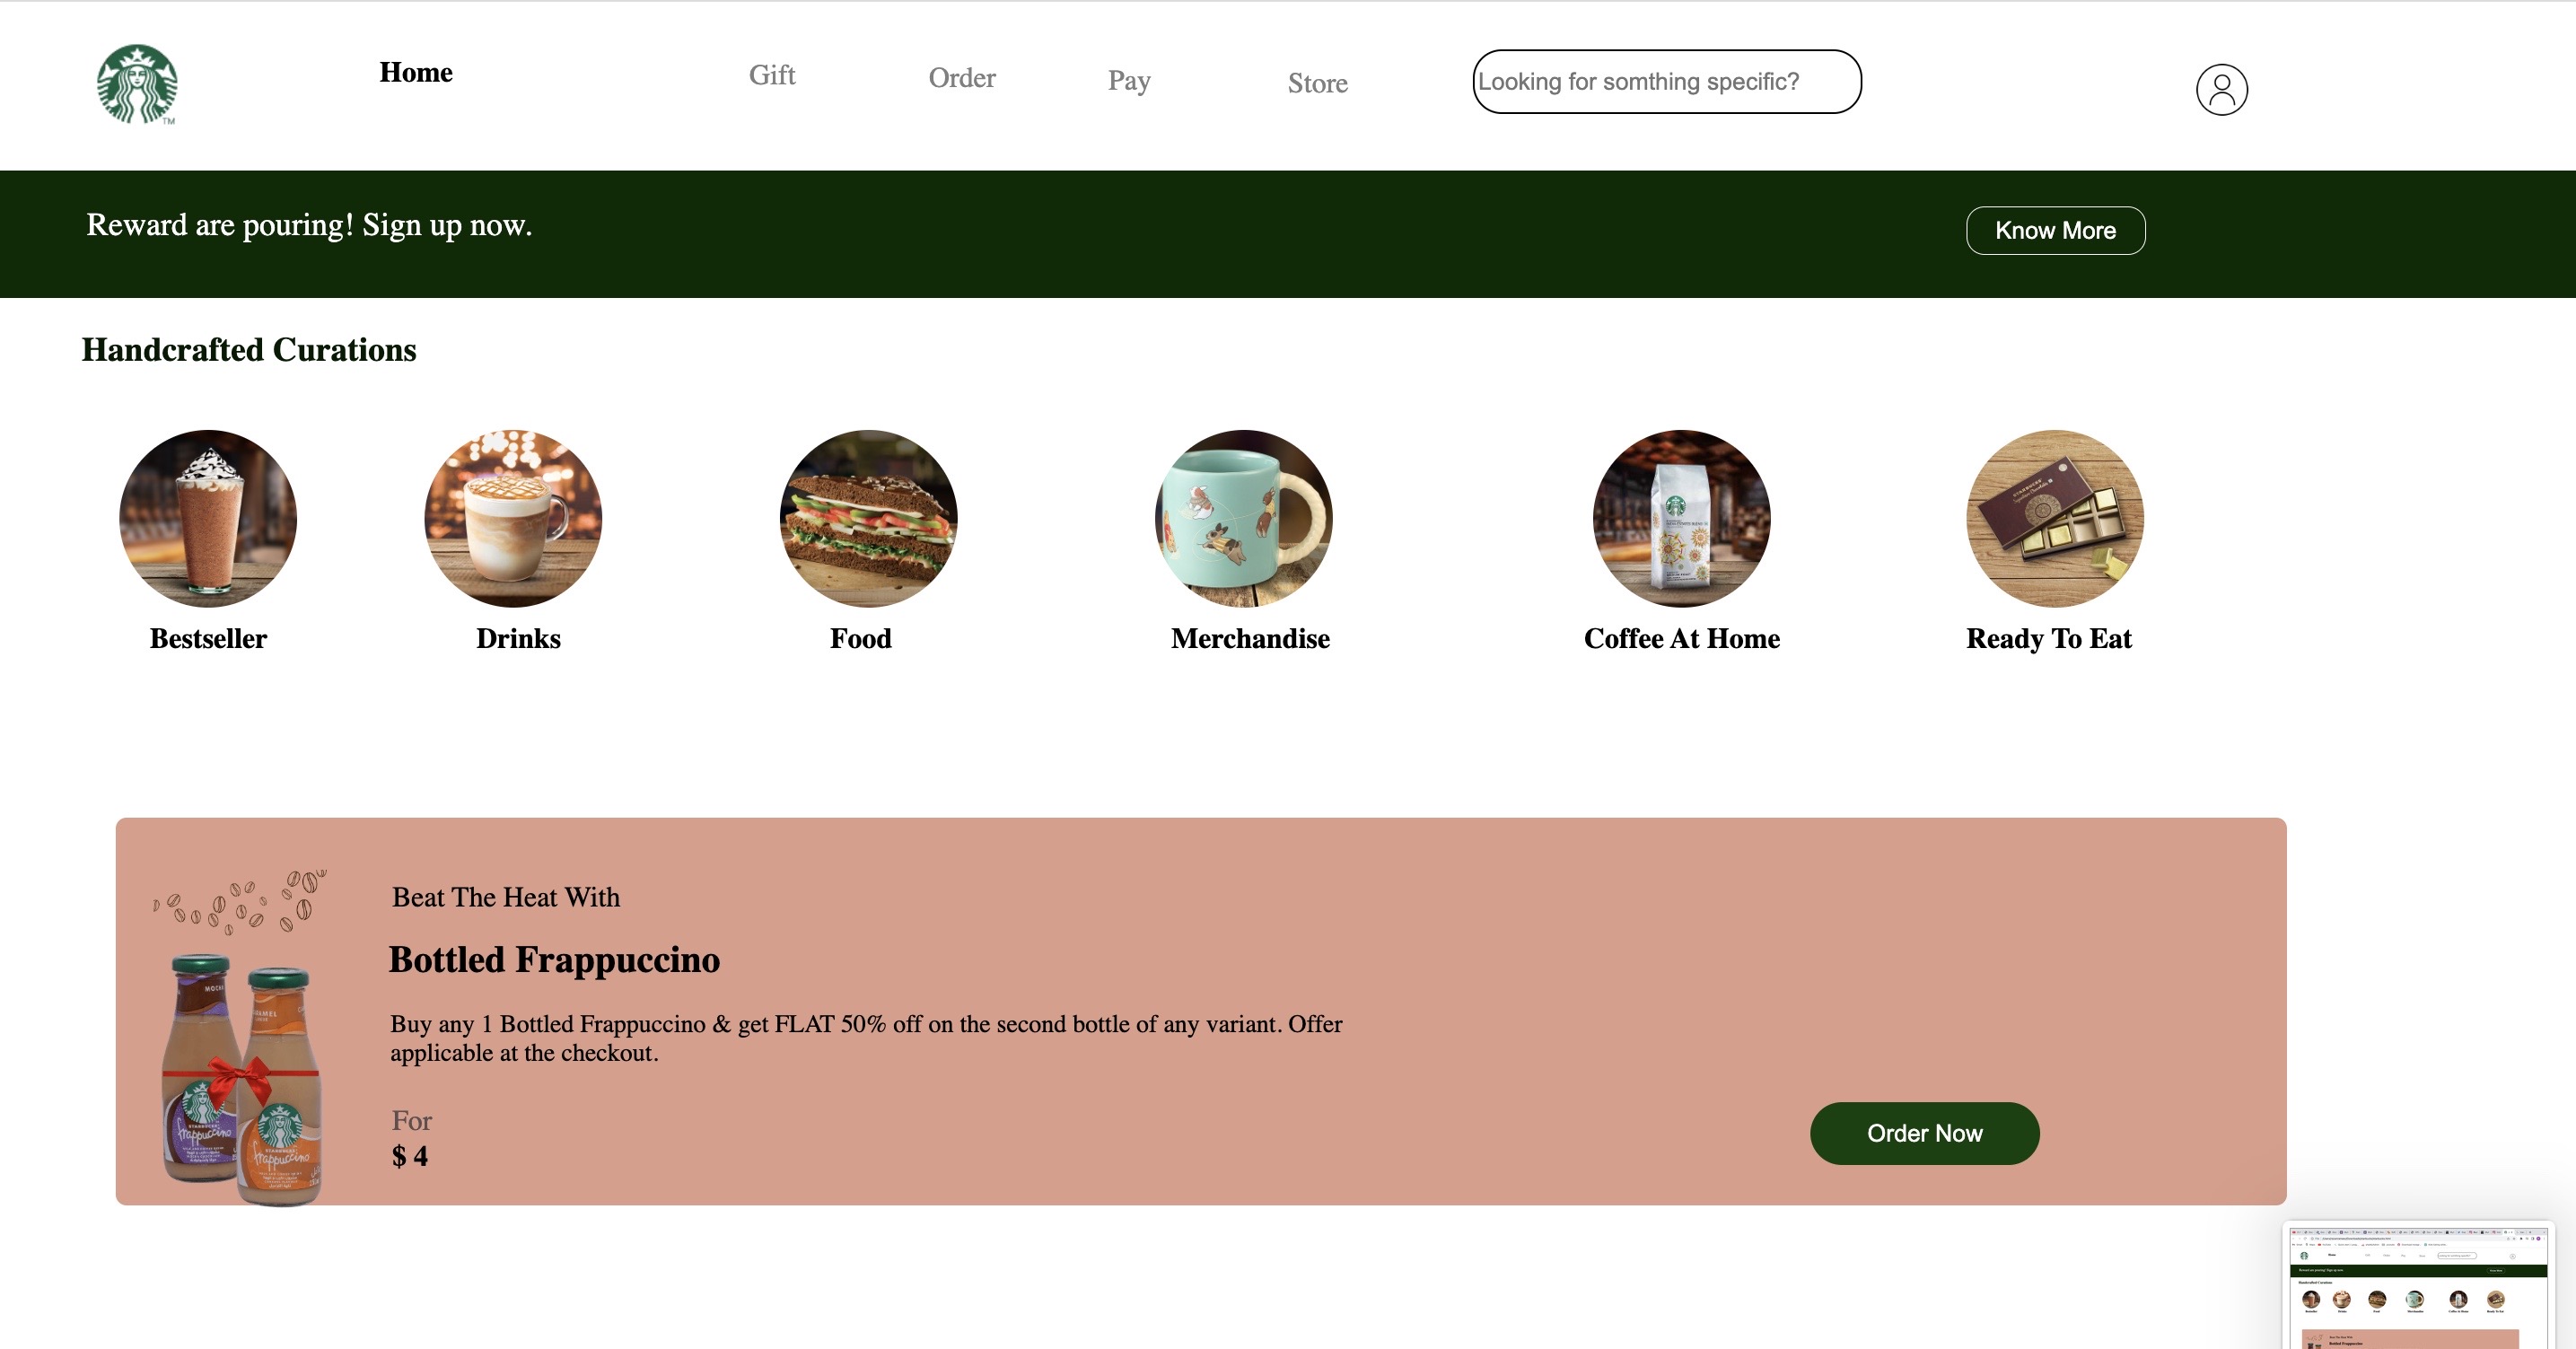 TM
Home
Gift
Order
Pay
Store
Looking for somthing specific?
Reward are pouring! Sign up now.
Know More
Handcrafted Curations
Bestseller
Drinks
Food
Merchandise
Coffee At Home
Ready To Eat
Beat The Heat With
Bottled Frappuccino
Buy any 1 Bottled Frappuccino & get FLAT 50% off on the second bottle of any variant. Offer
applicable at the checkout.
For
$ 4
Order Now
frappuccino
frappuccino